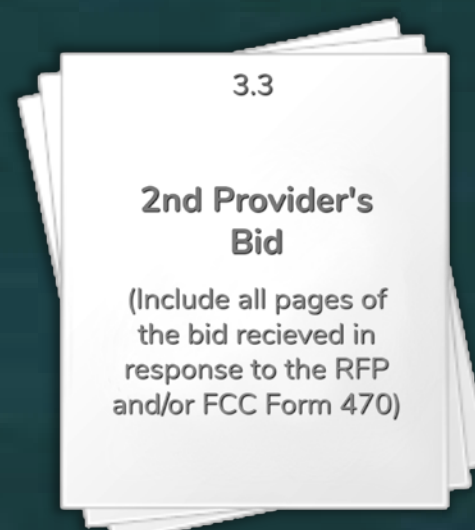 3.3
2nd Provider's
Bid
(Include all pages of
the bid recieved in
response to the RFP
and/or FCC Form 470)